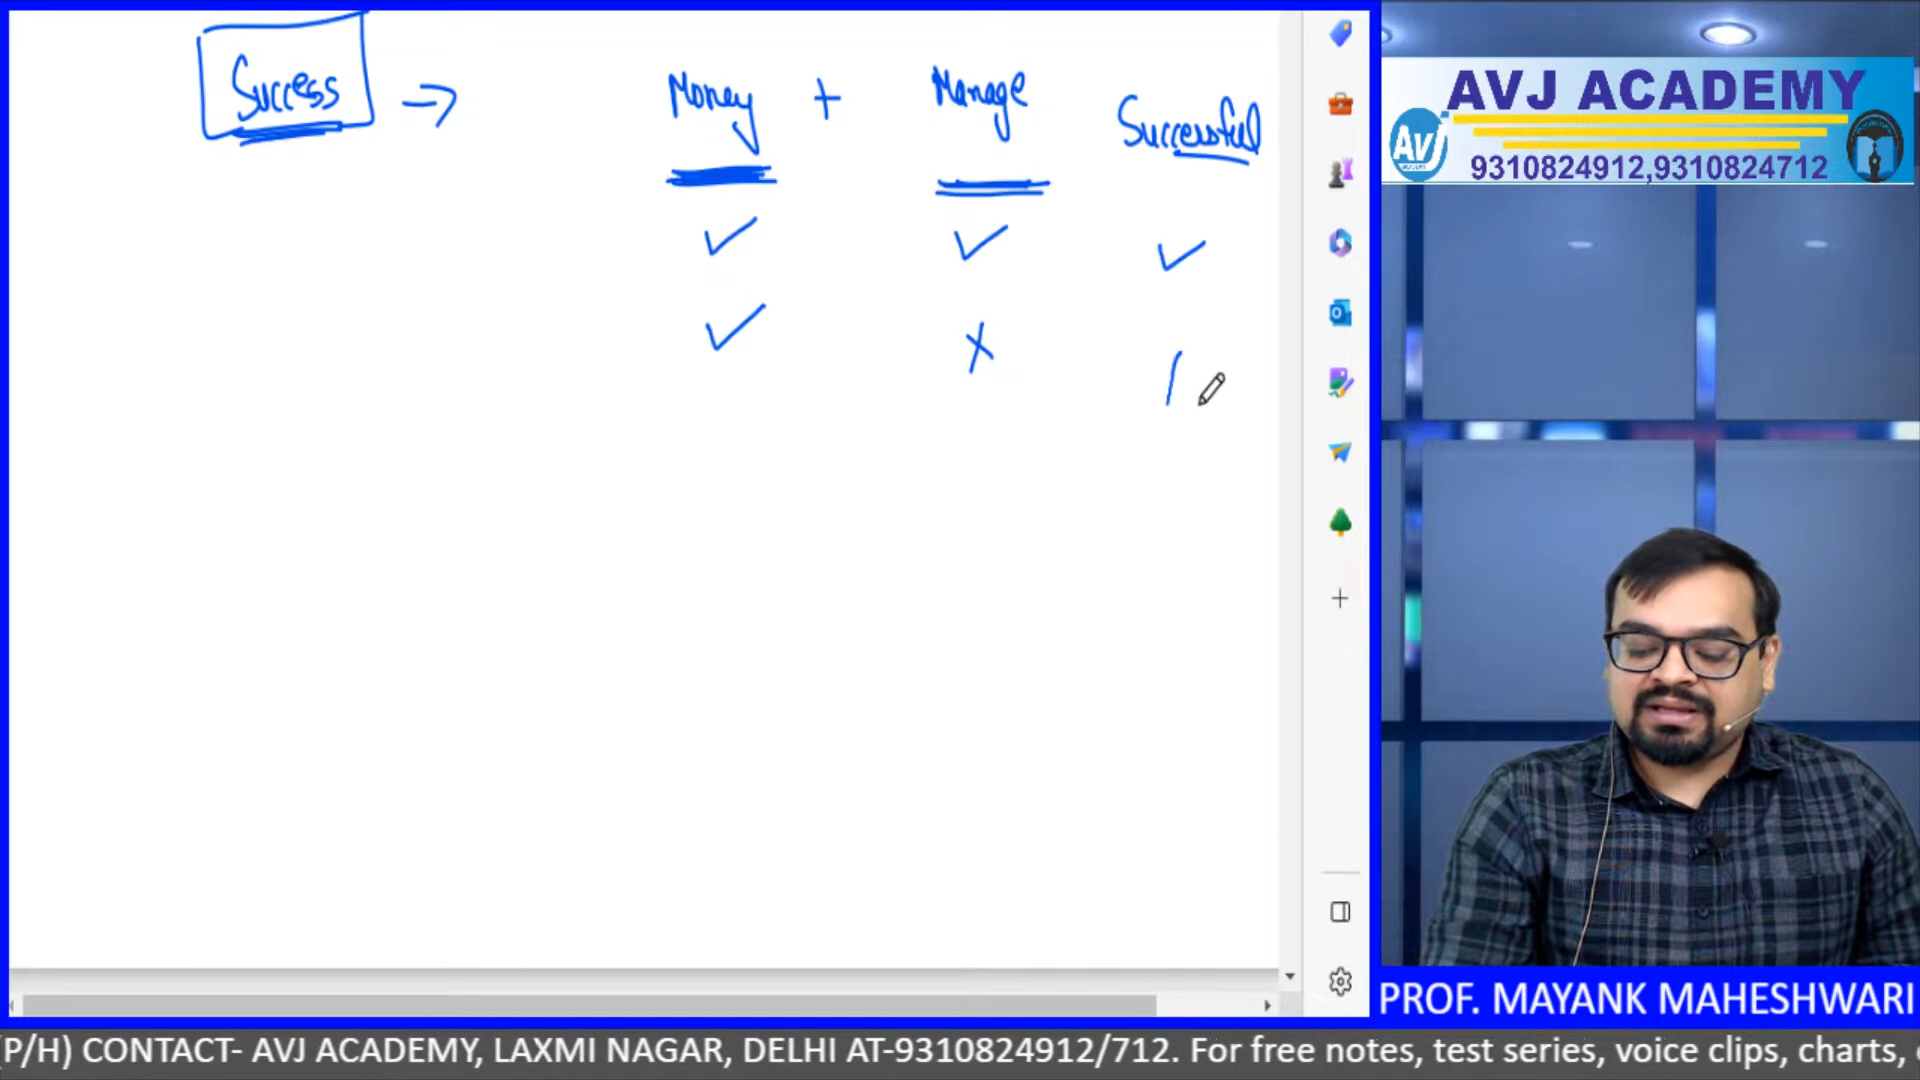 Success → Money + Manage Successful
✓ ✓ ✓
✓ x
AVJ ACADEMY
AVJ
9310824912,9310824712
PROF. MAYANK MAHESHWARI
(P/H) CONTACT- AVJ ACADEMY, LAXMI NAGAR, DELHI AT-9310824912/712. For free notes, test series, voice clips, charts,